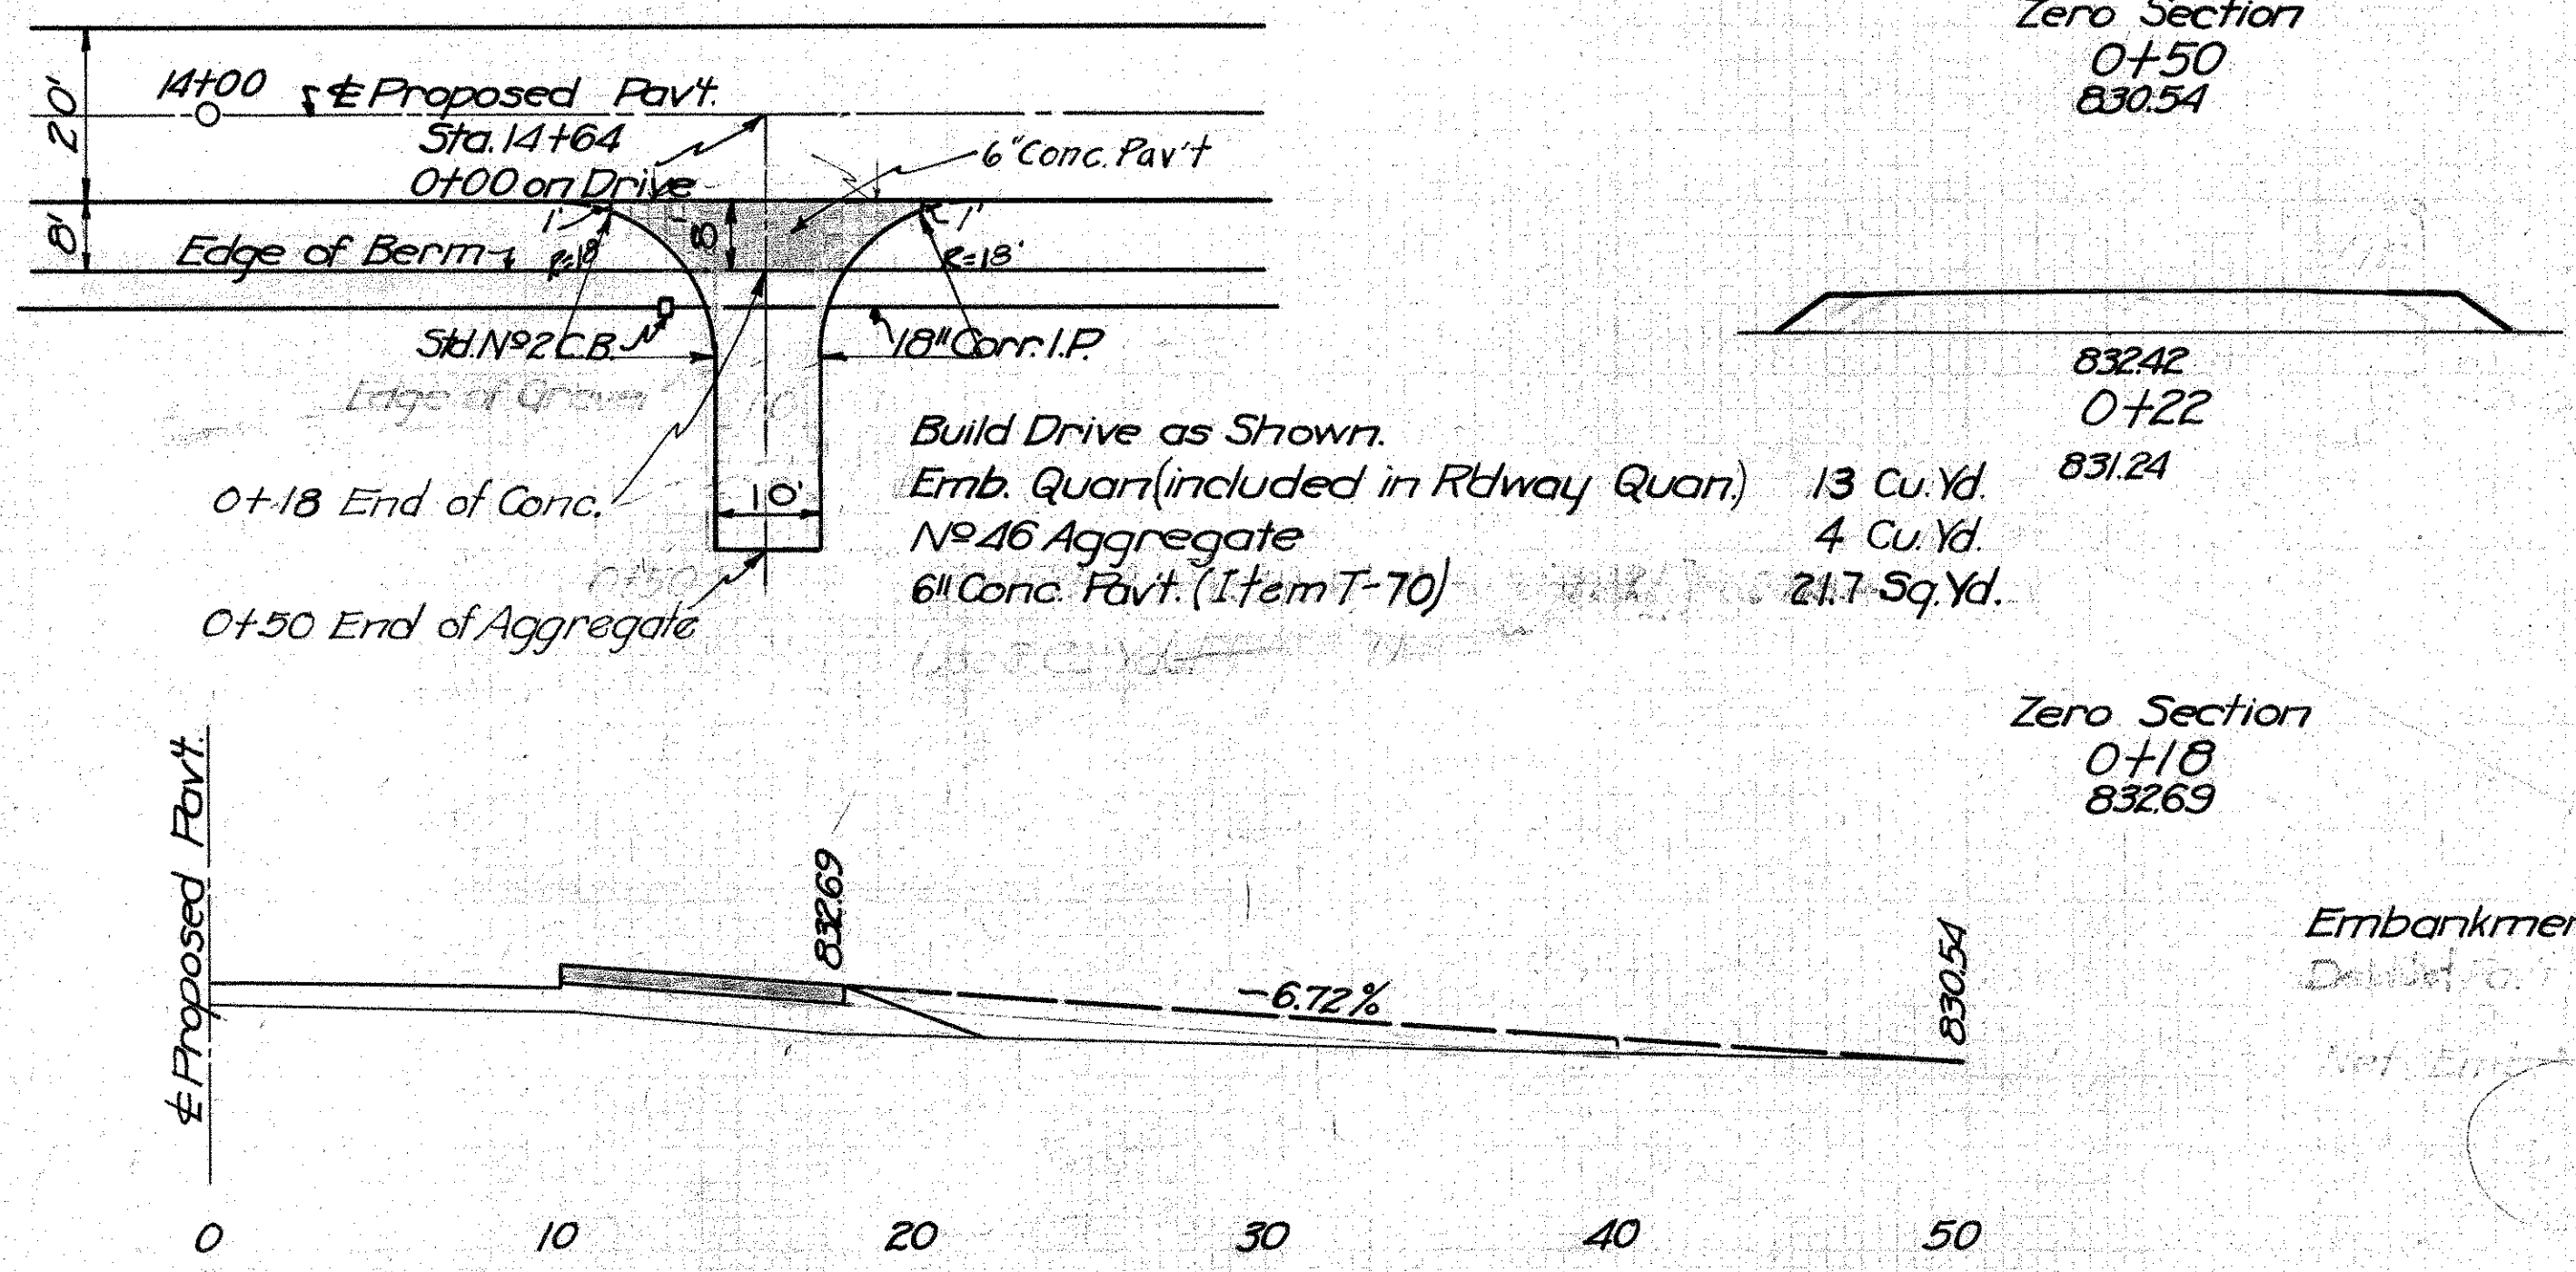 Zero Section
0+50
830.54
20'
14+00
℄ Proposed Pav't.
Sta. 14+64
0+00 on Drive
6" Conc. Pav't
8'
1'
8'
1'
Edge of Berm
R=18'
R=18'
Std. Nº 2 C.B.
18" Corr. I.P.
Edge of Gravel
832.42
0+22
831.24
Build Drive as Shown.
Emb. Quan (included in Rdway Quan.) 13 Cu. Yd.
Nº 46 Aggregate 4 Cu. Yd.
6" Conc. Pav't. (Item T-70) 21.7 Sq. Yd.
0+18 End of Conc.
10'
0+50
0+50 End of Aggregate
Zero Section
0+18
832.69
℄ Proposed Pav't.
832.69
-6.72%
830.54
Embankmen
0
10
20
30
40
50